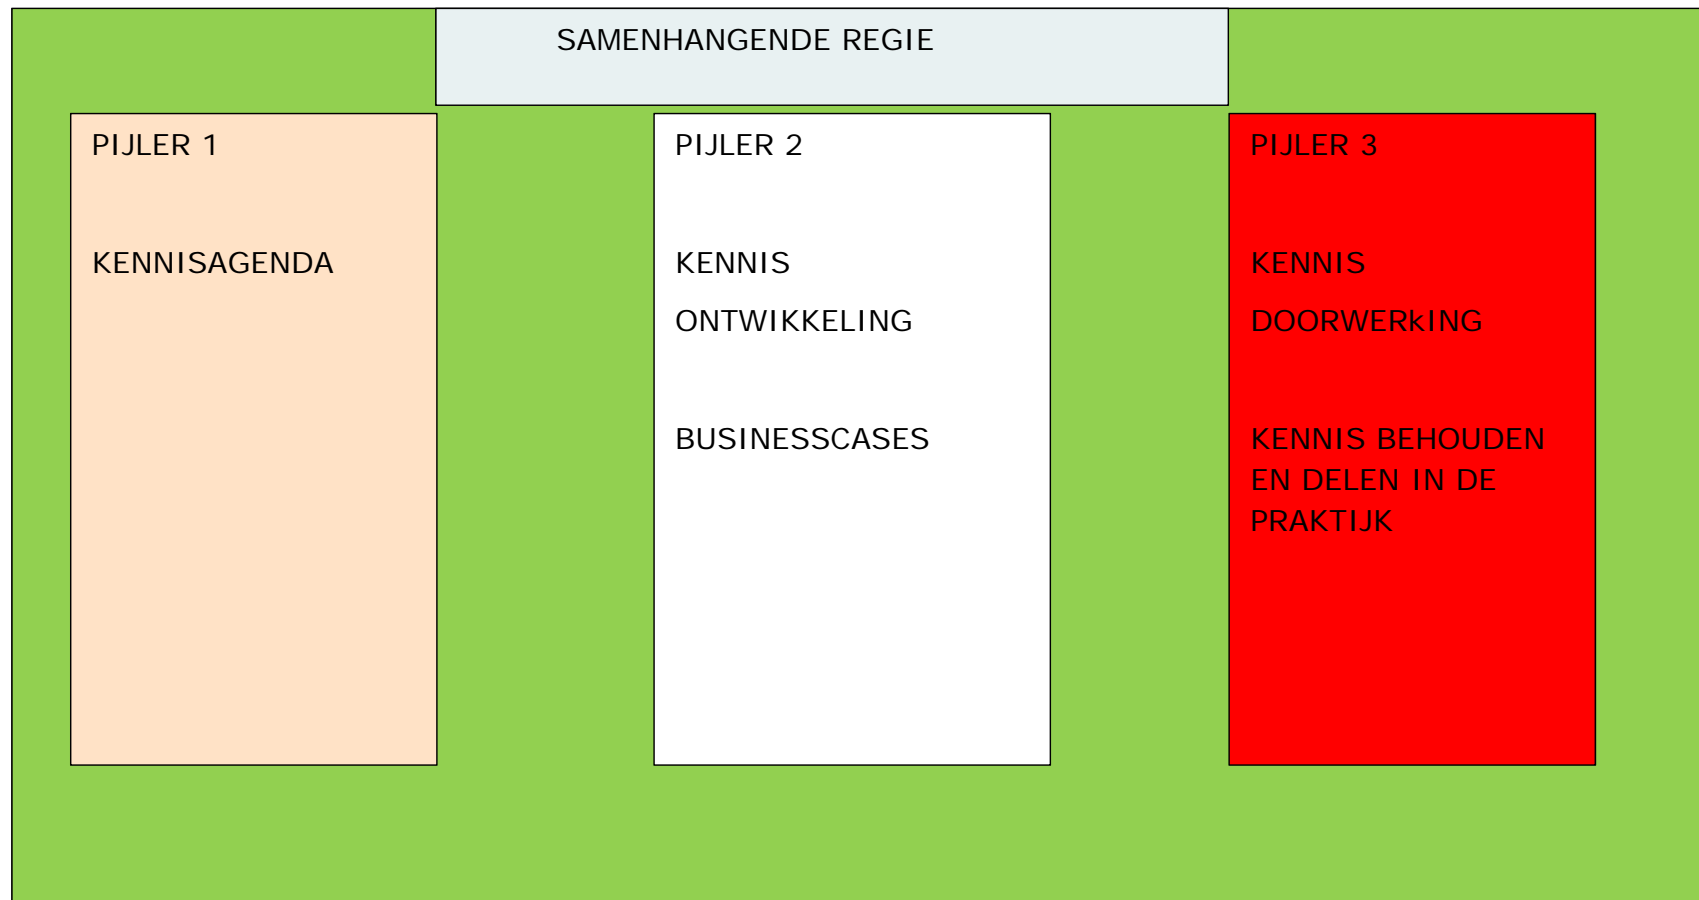 SAMENHANGENDE REGIE
PIJLER 1
KENNISAGENDA
PIJLER 2
KENNIS
ONTWIKKELING
BUSINESSCASES
PIJLER 3
KENNIS
DOORWERkING
KENNIS BEHOUDEN
EN DELEN IN DE
PRAKTIJK